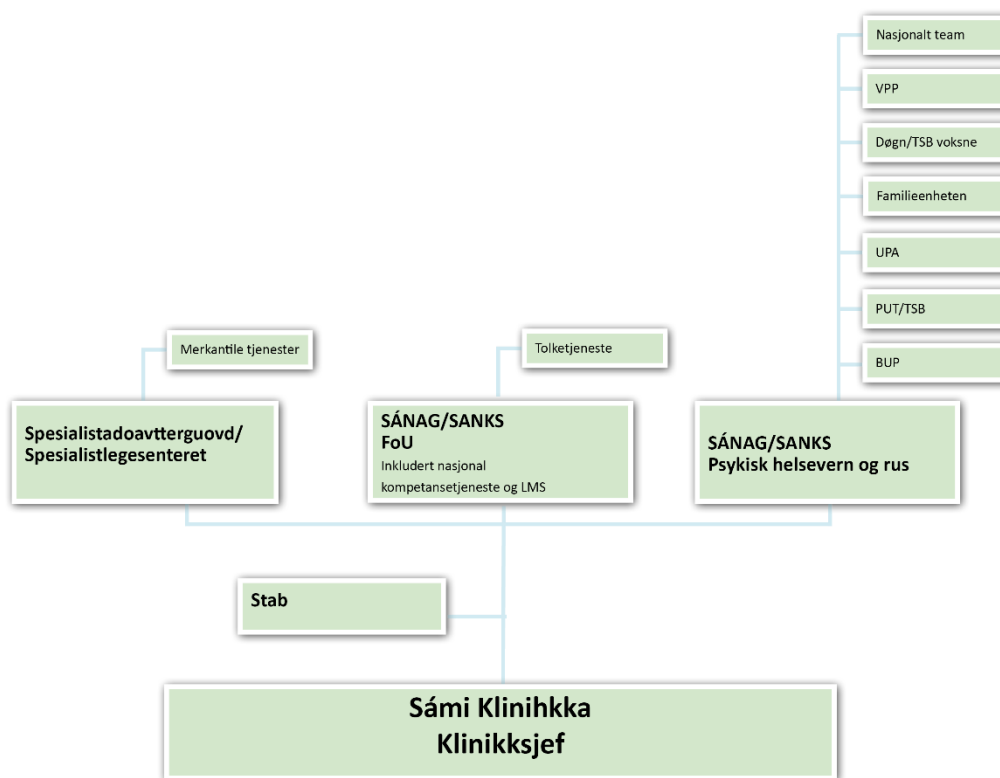 Nasjonalt team
VPP
Døgn/TSB voksne
Familieenheten
UPA
PUT/TSB
BUP
Merkantile tjenester
Tolketjeneste
Spesialistadoavtterguovd/
Spesialistlegesenteret
SÁNAG/SANKS
FoU
Inkludert nasjonal
kompetansetjeneste og LMS
SÁNAG/SANKS
Psykisk helsevern og rus
Stab
Sámi Klinihkka
Klinikksjef